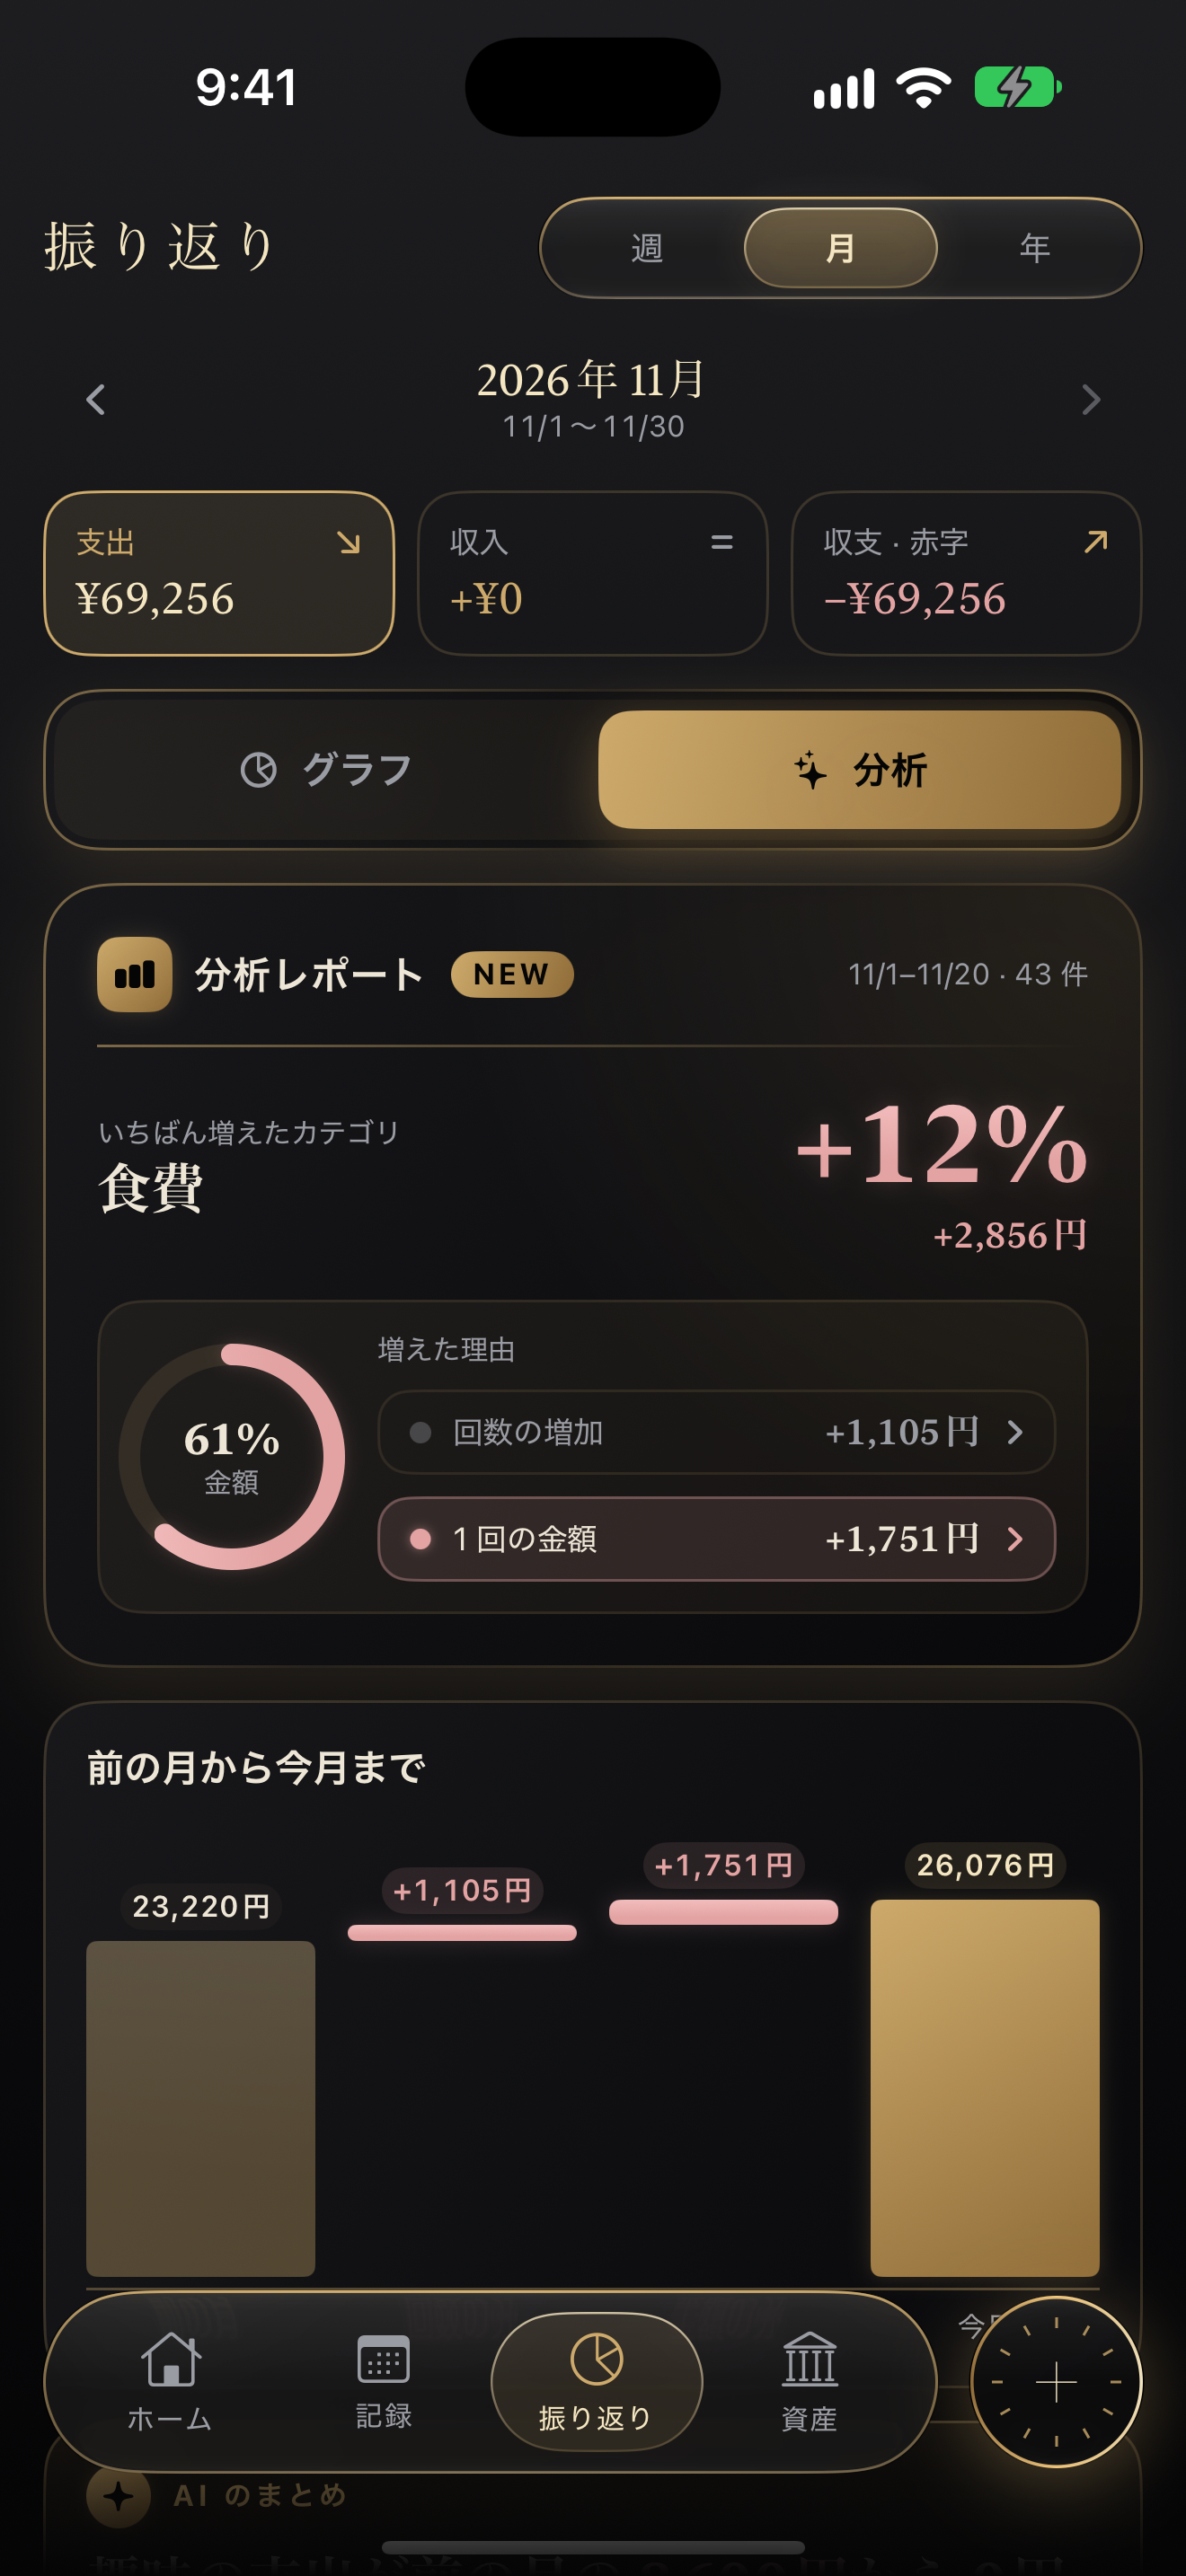 9:41
振り返り
週 月 年
2026年 11月
11/1～11/30
支出
¥69,256
収入 =
+¥0
収支 · 赤字
−¥69,256
グラフ
分析
分析レポート NEW 11/1–11/20 · 43 件
いちばん増えたカテゴリ
食費
+12%
+2,856円
61%
金額
増えた理由
回数の増加 +1,105円
1 回の金額 +1,751円
前の月から今月まで
23,220円
+1,105円
+1,751円
26,076円
ホーム
記録
振り返り
資産
AI のまとめ